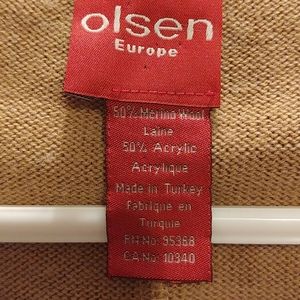 olsen
Europe
50% Merino Wool
Laine
50% Acrylic
Acrylique
Made in Turkey
Fabrique en
Turquie
RN No: 95368
CA No: 10340